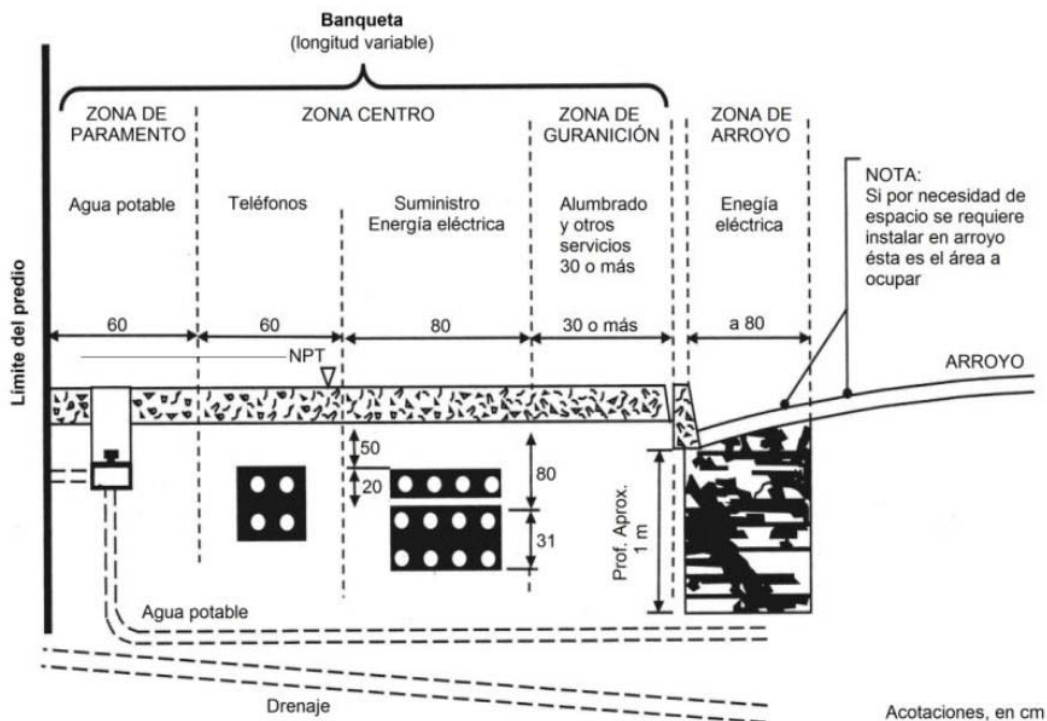 Banqueta
(longitud variable)
ZONA DE
PARAMENTO
ZONA CENTRO
ZONA DE
GURANICIÓN
ZONA DE
ARROYO
NOTA:
Si por necesidad de
espacio se requiere
instalar en arroyo
ésta es el área a
ocupar
Agua potable
Teléfonos
Suministro
Energía eléctrica
Alumbrado
y otros
servicios
30 o más
Enegía
eléctrica
Límite del predio
60
60
80
30 o más
a 80
NPT
ARROYO
50
20
80
31
Prof. Aprox.
1 m
Agua potable
Drenaje
Acotaciones, en cm